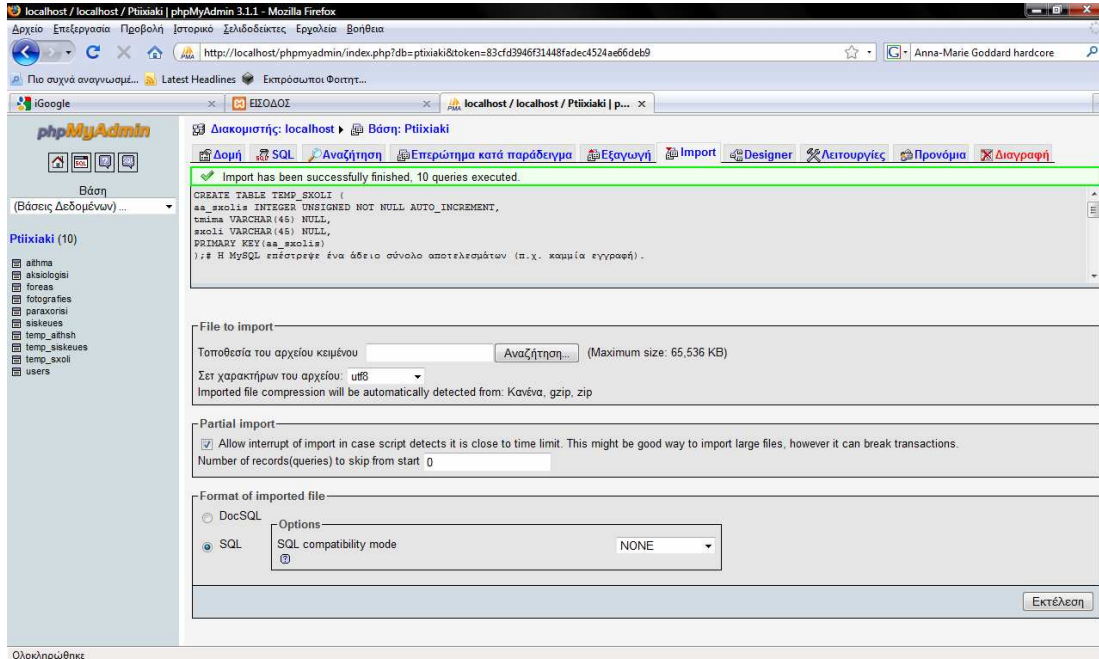 localhost / localhost / Ptiixiaki | phpMyAdmin 3.1.1 - Mozilla Firefox
Αρχείο Επεξεργασία Προβολή Ιστορικό Σελιδοδείκτες Εργαλεία Βοήθεια
http://localhost/phpmyadmin/index.php?db=ptixiaki&token=83cfd3946f31448fadec4524ae66deb9
Anna-Marie Goddard hardcore
Πιο συχνά αναγνωσμέ... Latest Headlines Εκπρόσωποι Φοιτητ...
iGoogle
ΕΙΣΟΔΟΣ
localhost / localhost / Ptiixiaki | p...
phpMyAdmin
Βάση
(Βάσεις Δεδομένων) ...
Ptiixiaki (10)
aithma
aksiologisi
foreas
fotografies
paraxorisi
siskeues
temp_aithsh
temp_siskeues
temp_sxoli
users
Διακομιστής: localhost Βάση: Ptiixiaki
Δομή SQL Αναζήτηση Επερώτημα κατά παράδειγμα Εξαγωγή Import Designer Λειτουργίες Προνόμια Διαγραφή
Import has been successfully finished, 10 queries executed.
CREATE TABLE TEMP_SXOLI (
aa_sxolis INTEGER UNSIGNED NOT NULL AUTO_INCREMENT,
tmima VARCHAR(45) NULL,
sxoli VARCHAR(45) NULL,
PRIMARY KEY(aa_sxolis)
);# Η MySQL επέστρεψε ένα άδειο σύνολο αποτελεσμάτων (π.χ. καμμία εγγραφή).
File to import
Τοποθεσία του αρχείου κειμένου Αναζήτηση... (Maximum size: 65,536 KB)
Σετ χαρακτήρων του αρχείου: utf8
Imported file compression will be automatically detected from: Κανένα, gzip, zip
Partial import
Allow interrupt of import in case script detects it is close to time limit. This might be good way to import large files, however it can break transactions.
Number of records(queries) to skip from start 0
Format of imported file
DocSQL
SQL
Options
SQL compatibility mode NONE
Εκτέλεση
Ολοκληρώθηκε